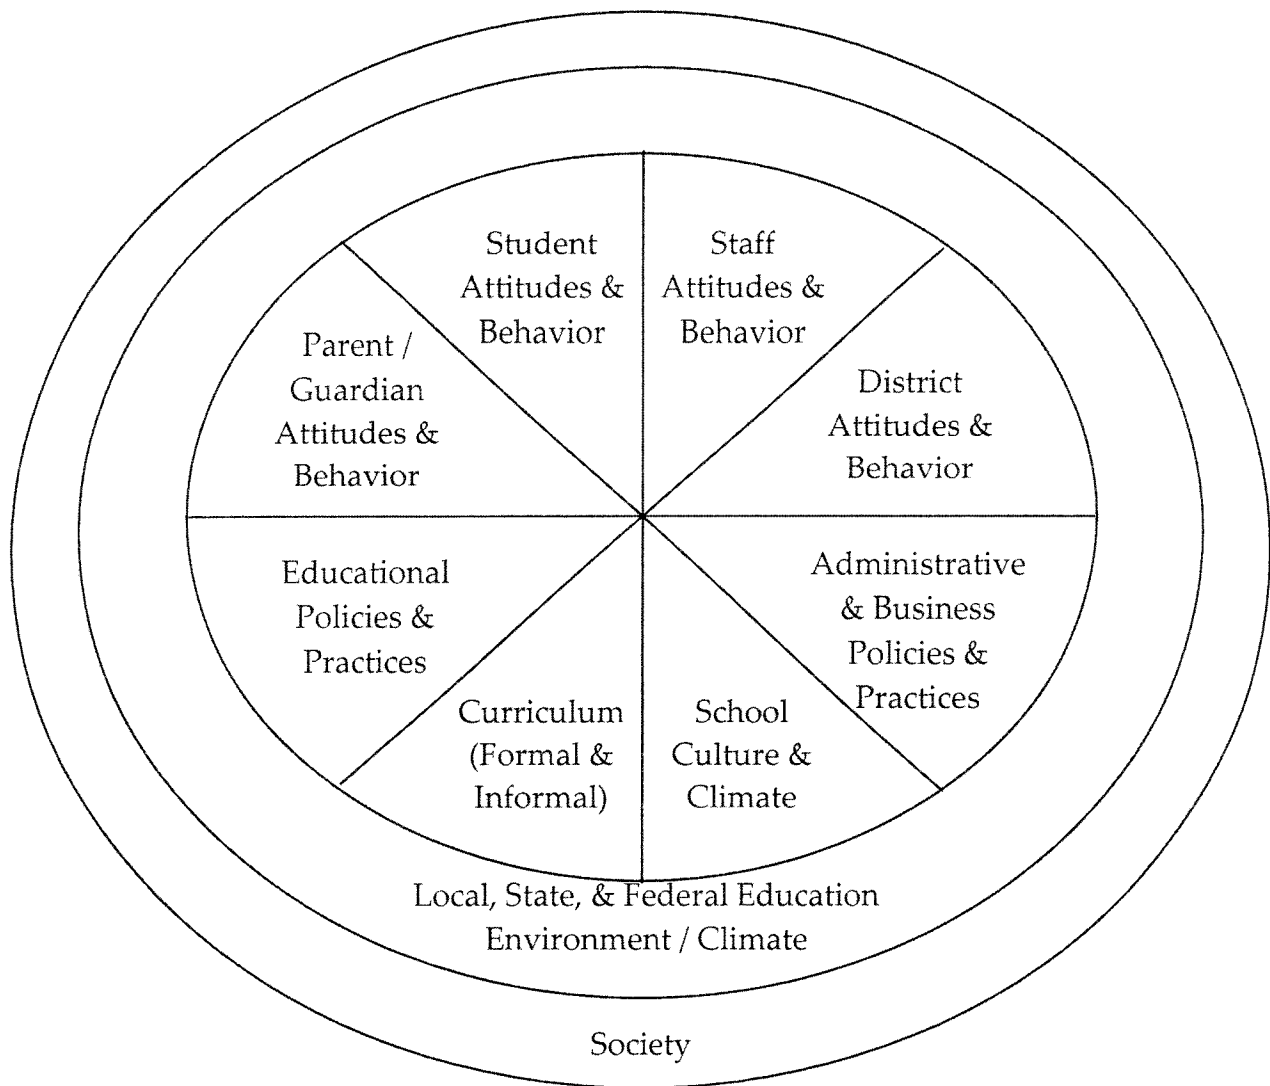 Student
Attitudes &
Behavior
Staff
Attitudes &
Behavior
Parent /
Guardian
Attitudes &
Behavior
District
Attitudes &
Behavior
Educational
Policies &
Practices
Administrative
& Business
Policies &
Practices
Curriculum
(Formal &
Informal)
School
Culture &
Climate
Local, State, & Federal Education
Environment / Climate
Society